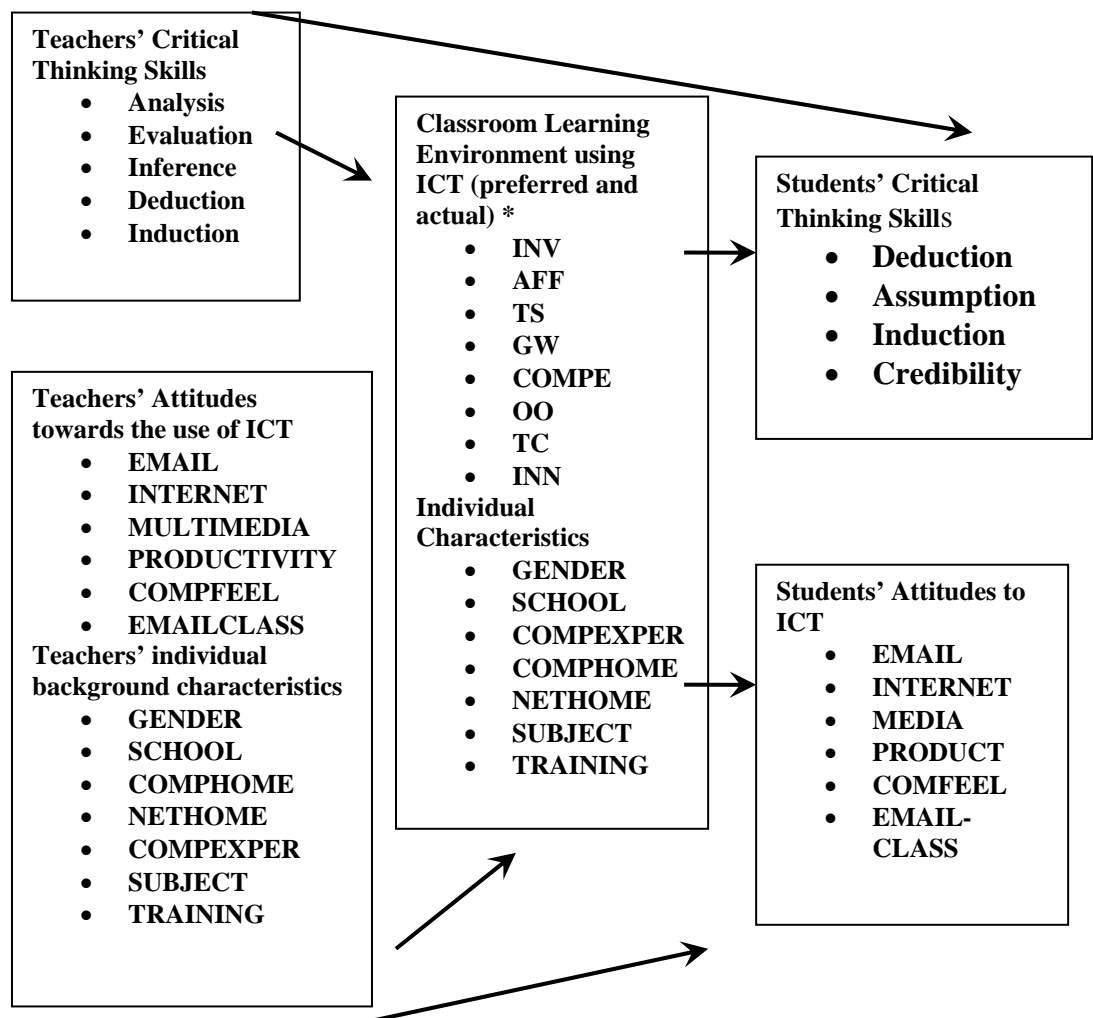 Teachers’ Critical
Thinking Skills
• Analysis
• Evaluation
• Inference
• Deduction
• Induction
Teachers’ Attitudes
towards the use of ICT
• EMAIL
• INTERNET
• MULTIMEDIA
• PRODUCTIVITY
• COMPFEEL
• EMAILCLASS
Teachers’ individual
background characteristics
• GENDER
• SCHOOL
• COMPHOME
• NETHOME
• COMPEXPER
• SUBJECT
• TRAINING
Classroom Learning
Environment using
ICT (preferred and
actual) *
• INV
• AFF
• TS
• GW
• COMPE
• OO
• TC
• INN
Individual
Characteristics
• GENDER
• SCHOOL
• COMPEXPER
• COMPHOME
• NETHOME
• SUBJECT
• TRAINING
Students’ Critical
Thinking Skills
• Deduction
• Assumption
• Induction
• Credibility
Students’ Attitudes to
ICT
• EMAIL
• INTERNET
• MEDIA
• PRODUCT
• COMFEEL
• EMAIL-
CLASS